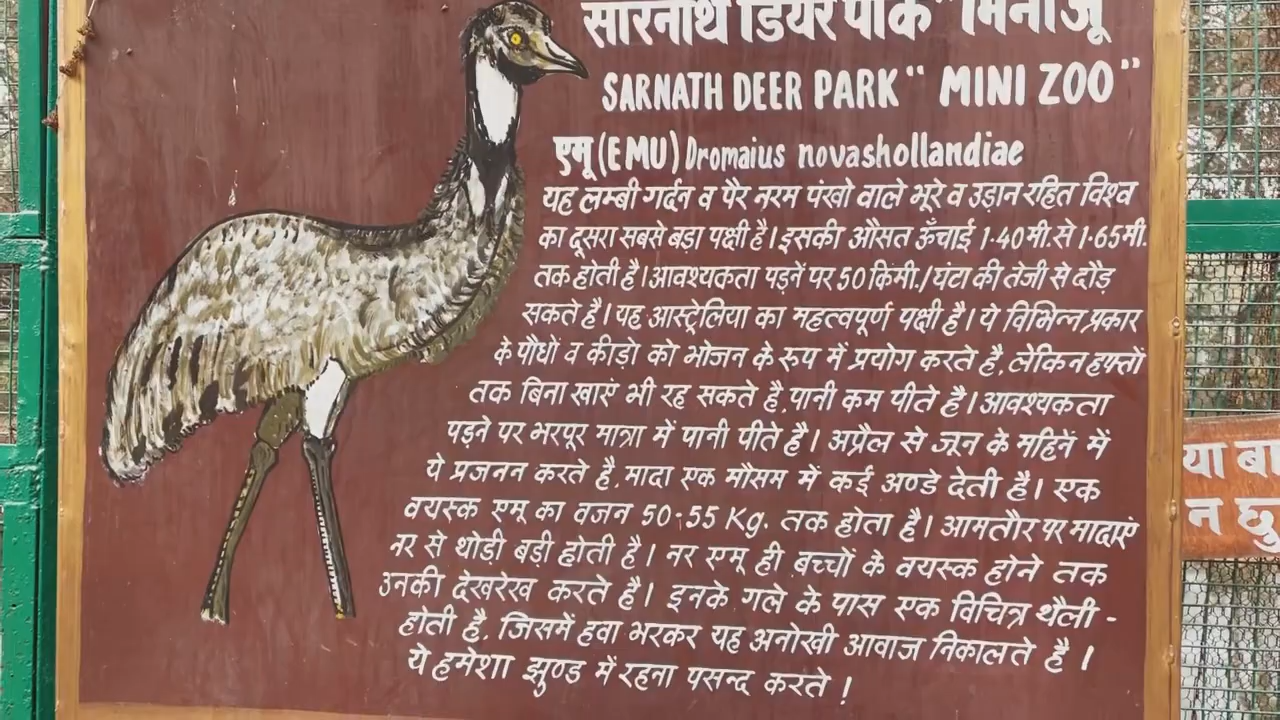 सारनाथ डियर पार्क "मिनी जू
SARNATH DEER PARK "MINI ZOO"
एमू (EMU) Dromaius novashollandiae
यह लम्बी गर्दन व पैर नरम पंखो वाले भूरे व उड़ान रहित विश्व
का दूसरा सबसे बड़ा पक्षी है। इसकी औसत ऊँचाई 1·40 मी. से 1·65 मी.
तक होती है। आवश्यकता पड़नें पर 50 किमी./घंटा की तेजी से दौड़
सकते है। यह आस्ट्रेलिया का महत्वपूर्ण पक्षी है। ये विभिन्न प्रकार
के पौधों व कीड़ो को भोजन के रूप में प्रयोग करते है, लेकिन हफ्तों
तक बिना खाएं भी रह सकते है, पानी कम पीते है। आवश्यकता
पड़ने पर भरपूर मात्रा में पानी पीते है। अप्रैल से जून के महिनें में
ये प्रजनन करते है, मादा एक मौसम में कई अण्डे देती है। एक
वयस्क एमू का वजन 50-55 Kg. तक होता है। आमतौर पर मादाएं
नर से थोडी बड़ी होती है। नर एमू ही बच्चों के वयस्क होने तक
उनकी देखरेख करते है। इनके गले के पास एक विचित्र थैली -
होती है, जिसमें हवा भरकर यह अनोखी आवाज निकालते है।
ये हमेशा झुण्ड में रहना पसन्द करते!
या बा
न छु